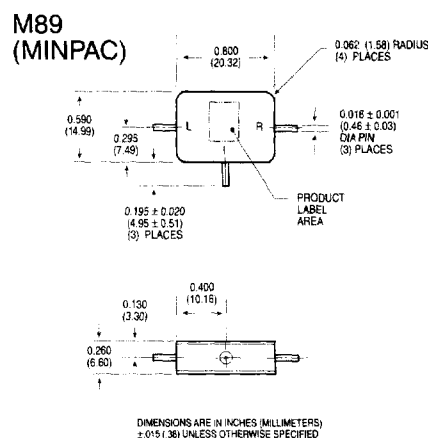 M89
(MINPAC)
0.800
(20.32)
0.062 (1.58) RADIUS
(4) PLACES
0.590
(14.99)
0.295
(7.49)
L
R
0.016 ± 0.001
(0.46 ± 0.03)
DIA PIN
(3) PLACES
0.195 ± 0.020
(4.95 ± 0.51)
(3) PLACES
PRODUCT
LABEL
AREA
0.400
(10.16)
0.130
(3.30)
0.260
(6.60)
DIMENSIONS ARE IN INCHES (MILLIMETERS)
±.015 (.38) UNLESS OTHERWISE SPECIFIED